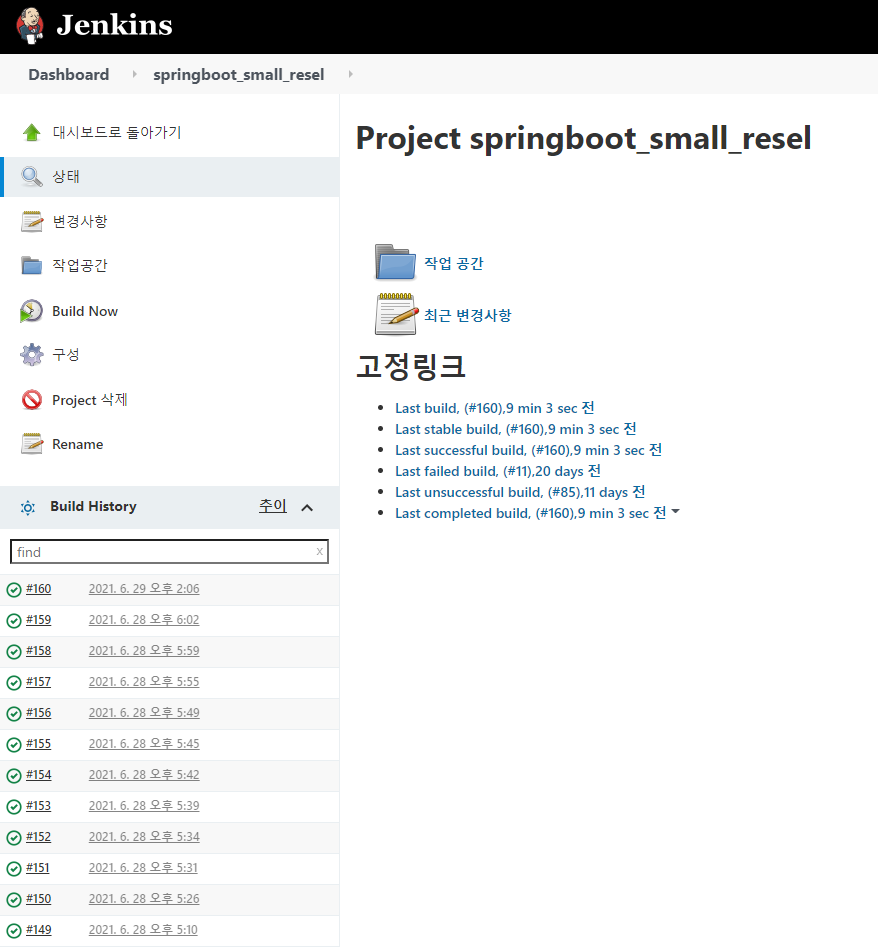 Jenkins
Dashboard springboot_small_resel
대시보드로 돌아가기
상태
변경사항
작업공간
Build Now
구성
Project 삭제
Rename
Build History 추이
find x
#160 2021. 6. 29 오후 2:06
#159 2021. 6. 28 오후 6:02
#158 2021. 6. 28 오후 5:59
#157 2021. 6. 28 오후 5:55
#156 2021. 6. 28 오후 5:49
#155 2021. 6. 28 오후 5:45
#154 2021. 6. 28 오후 5:42
#153 2021. 6. 28 오후 5:39
#152 2021. 6. 28 오후 5:34
#151 2021. 6. 28 오후 5:31
#150 2021. 6. 28 오후 5:26
#149 2021. 6. 28 오후 5:10
Project springboot_small_resel
작업 공간
최근 변경사항
고정링크
Last build, (#160),9 min 3 sec 전
Last stable build, (#160),9 min 3 sec 전
Last successful build, (#160),9 min 3 sec 전
Last failed build, (#11),20 days 전
Last unsuccessful build, (#85),11 days 전
Last completed build, (#160),9 min 3 sec 전